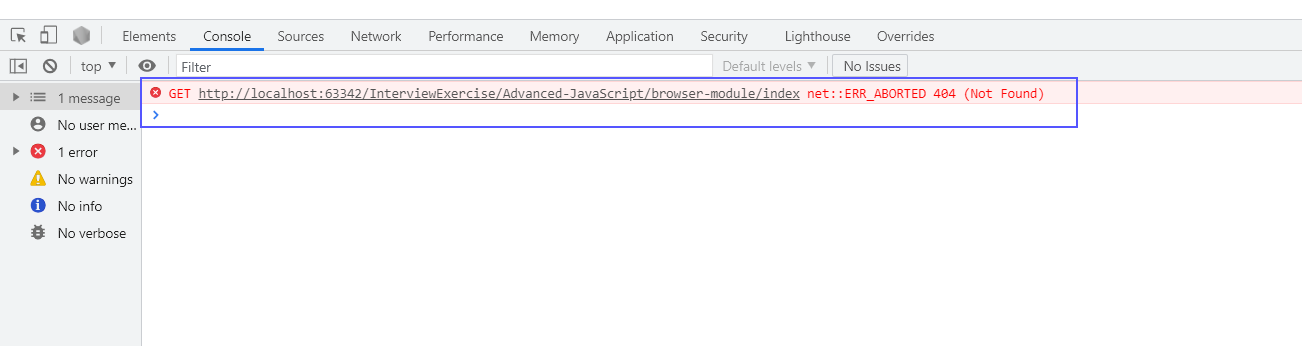 Elements Console Sources Network Performance Memory Application Security Lighthouse Overrides
top Filter Default levels No Issues
1 message
GET http://localhost:63342/InterviewExercise/Advanced-JavaScript/browser-module/index net::ERR_ABORTED 404 (Not Found)
No user me...
1 error
No warnings
No info
No verbose